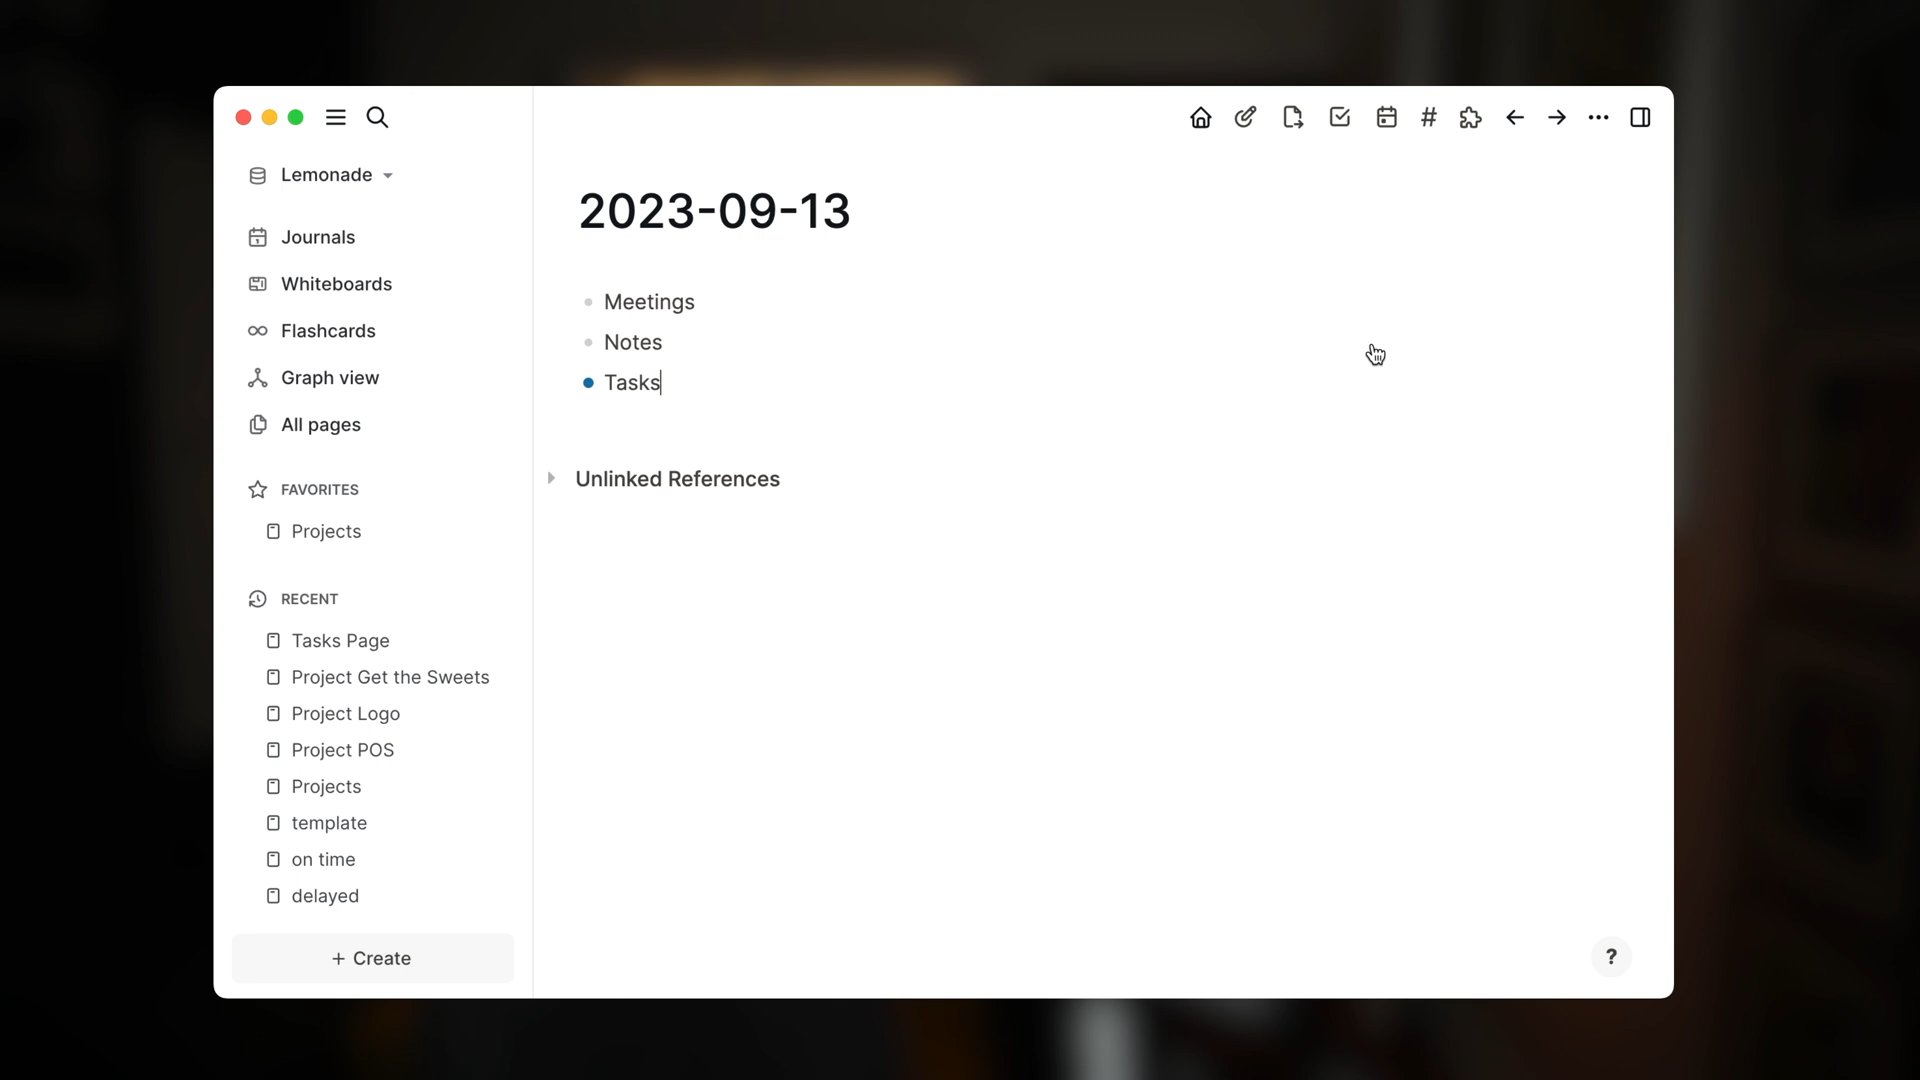 Lemonade
Journals
Whiteboards
Flashcards
Graph view
All pages
FAVORITES
Projects
RECENT
Tasks Page
Project Get the Sweets
Project Logo
Project POS
Projects
template
on time
delayed
+ Create
#
2023-09-13
Meetings
Notes
Tasks
Unlinked References
?